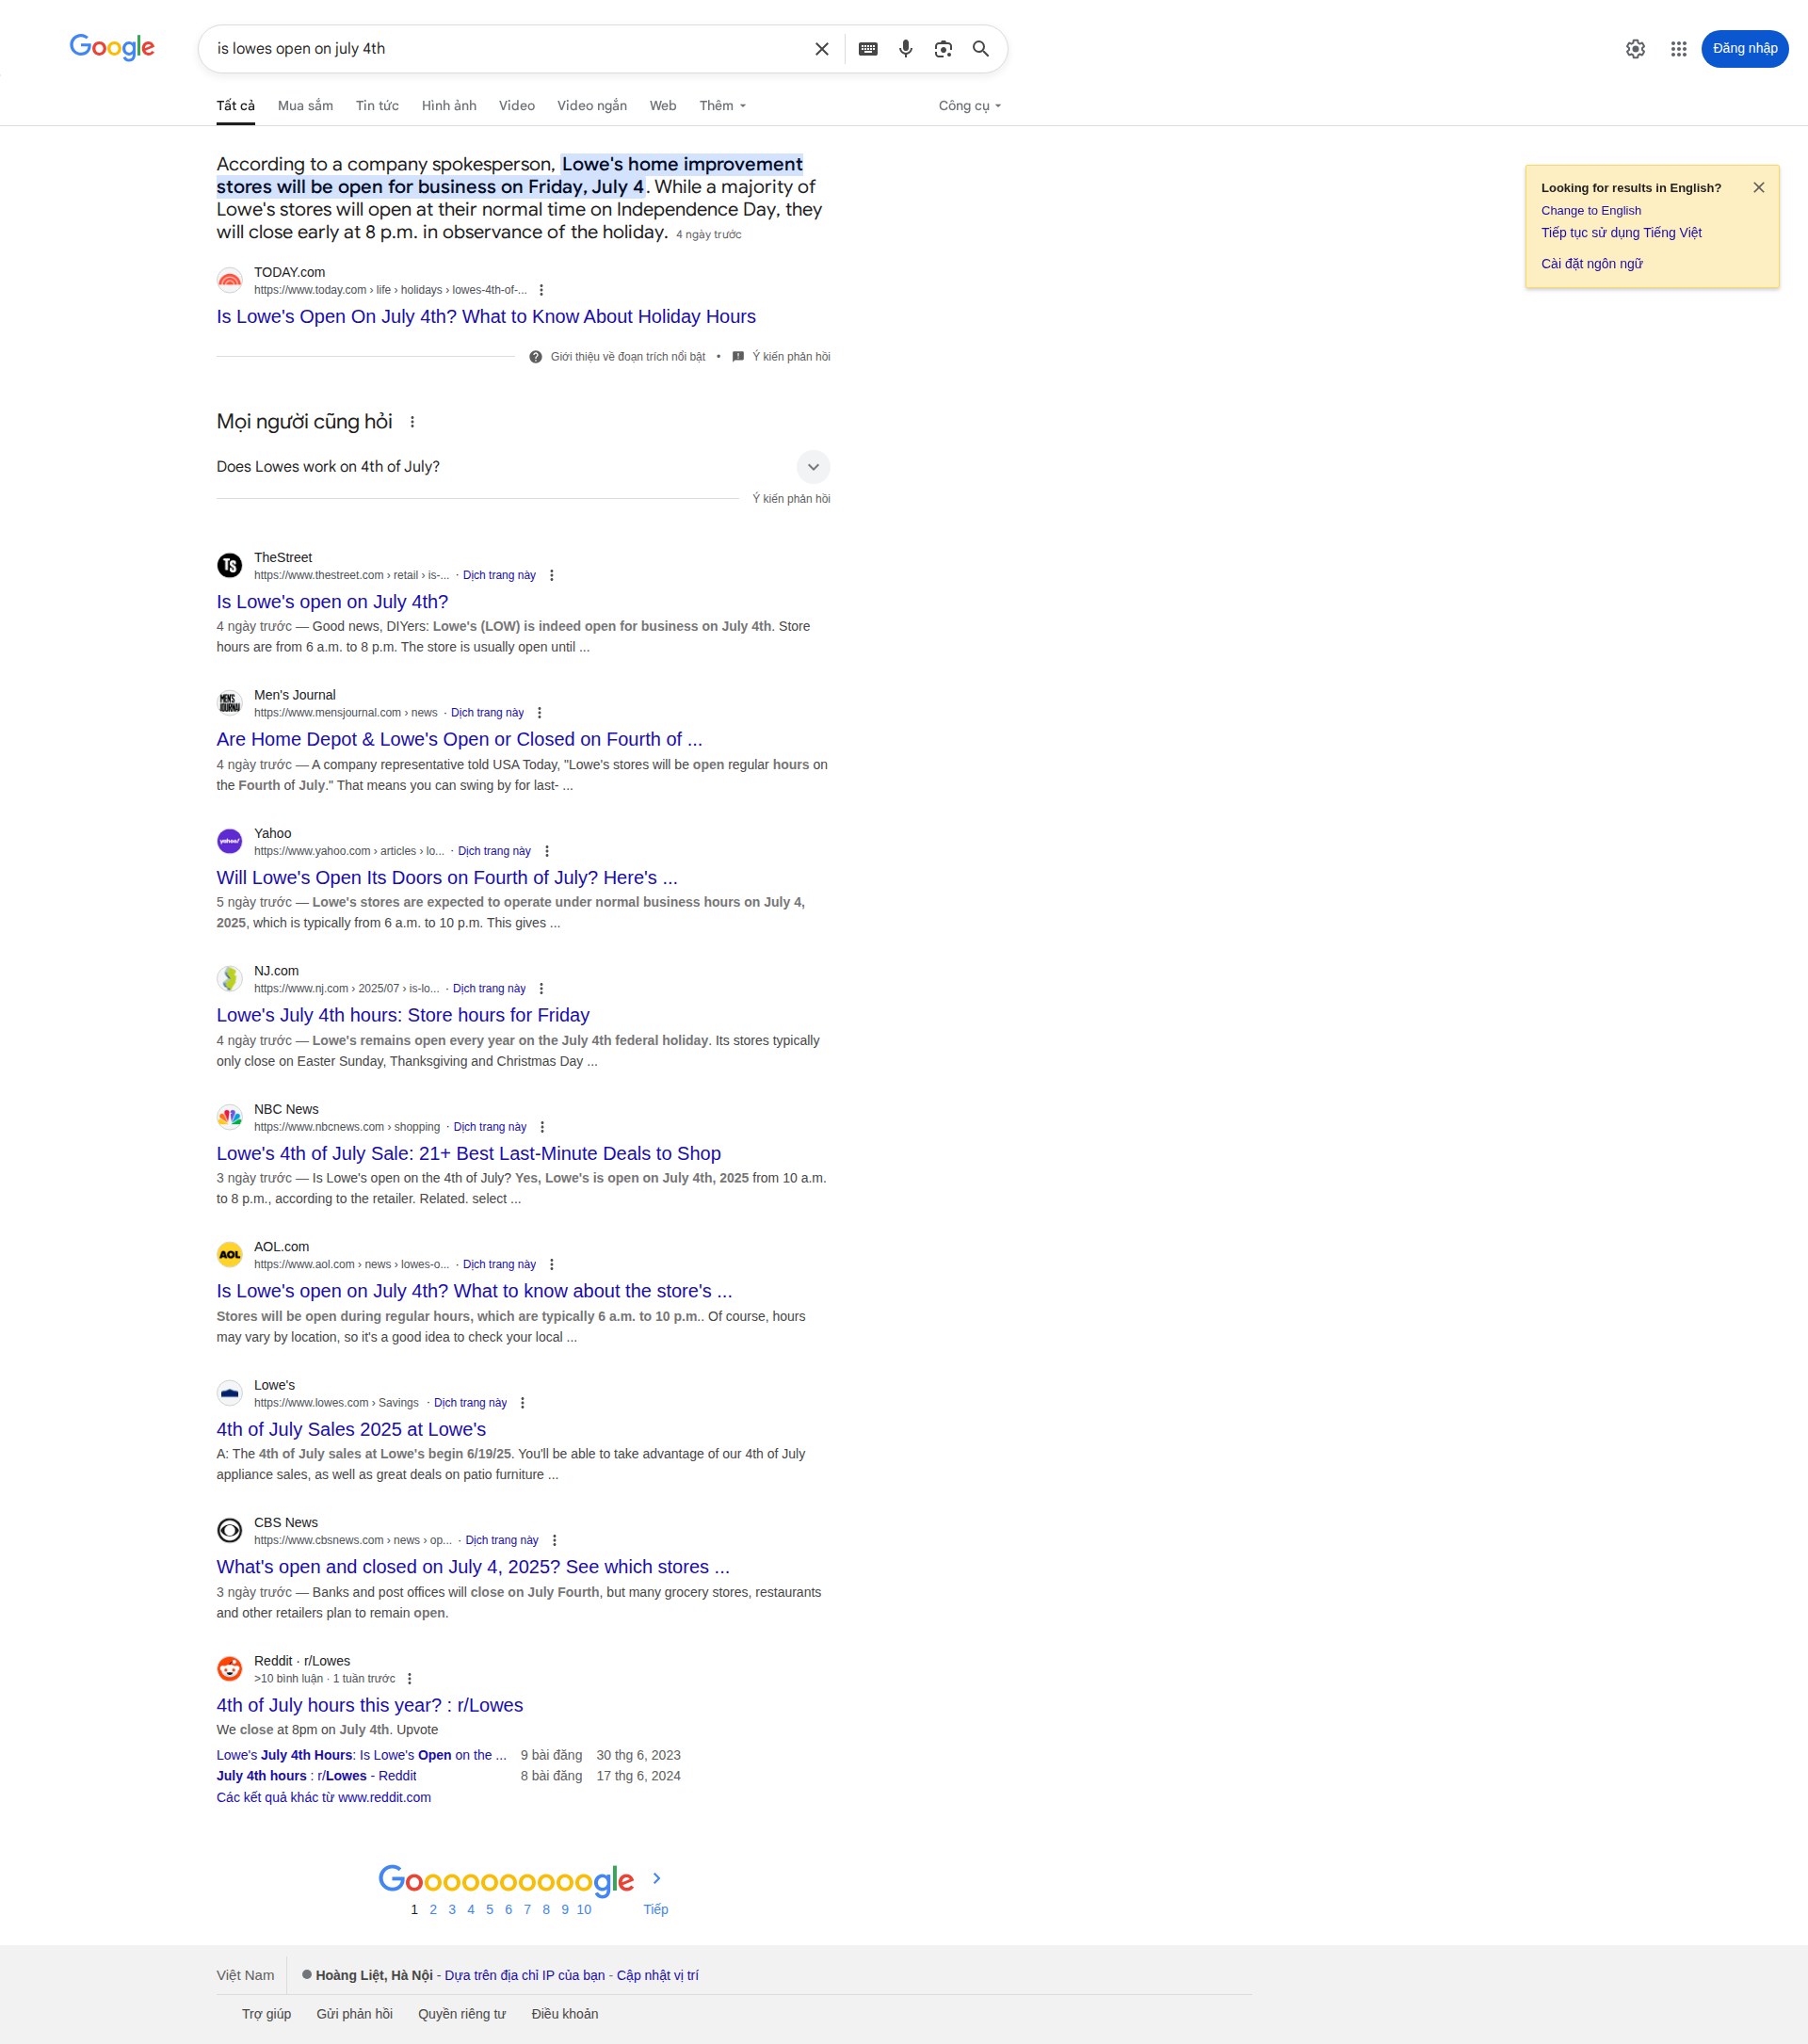 Google
is lowes open on july 4th
Đăng nhập
Tất cả Mua sắm Tin tức Hình ảnh Video Video ngắn Web Thêm Công cụ
According to a company spokesperson, Lowe's home improvement
stores will be open for business on Friday, July 4. While a majority of
Lowe's stores will open at their normal time on Independence Day, they
will close early at 8 p.m. in observance of the holiday. 4 ngày trước
TODAY.com
https://www.today.com › life › holidays › lowes-4th-of-...
Is Lowe's Open On July 4th? What to Know About Holiday Hours
Giới thiệu về đoạn trích nổi bật • Ý kiến phản hồi
Looking for results in English?
Change to English
Tiếp tục sử dụng Tiếng Việt
Cài đặt ngôn ngữ
Mọi người cũng hỏi
Does Lowes work on 4th of July?
Ý kiến phản hồi
TS
TheStreet
https://www.thestreet.com › retail › is-... · Dịch trang này
Is Lowe's open on July 4th?
4 ngày trước — Good news, DIYers: Lowe's (LOW) is indeed open for business on July 4th. Store
hours are from 6 a.m. to 8 p.m. The store is usually open until ...
MEN'S JOURNAL
Men's Journal
https://www.mensjournal.com › news · Dịch trang này
Are Home Depot & Lowe's Open or Closed on Fourth of ...
4 ngày trước — A company representative told USA Today, "Lowe's stores will be open regular hours on
the Fourth of July." That means you can swing by for last- ...
yahoo!
Yahoo
https://www.yahoo.com › articles › lo... · Dịch trang này
Will Lowe's Open Its Doors on Fourth of July? Here's ...
5 ngày trước — Lowe's stores are expected to operate under normal business hours on July 4,
2025, which is typically from 6 a.m. to 10 p.m. This gives ...
NJ.com
https://www.nj.com › 2025/07 › is-lo... · Dịch trang này
Lowe's July 4th hours: Store hours for Friday
4 ngày trước — Lowe's remains open every year on the July 4th federal holiday. Its stores typically
only close on Easter Sunday, Thanksgiving and Christmas Day ...
NBC News
https://www.nbcnews.com › shopping · Dịch trang này
Lowe's 4th of July Sale: 21+ Best Last-Minute Deals to Shop
3 ngày trước — Is Lowe's open on the 4th of July? Yes, Lowe's is open on July 4th, 2025 from 10 a.m.
to 8 p.m., according to the retailer. Related. select ...
AOL
AOL.com
https://www.aol.com › news › lowes-o... · Dịch trang này
Is Lowe's open on July 4th? What to know about the store's ...
Stores will be open during regular hours, which are typically 6 a.m. to 10 p.m.. Of course, hours
may vary by location, so it's a good idea to check your local ...
Lowe's
https://www.lowes.com › Savings · Dịch trang này
4th of July Sales 2025 at Lowe's
A: The 4th of July sales at Lowe's begin 6/19/25. You'll be able to take advantage of our 4th of July
appliance sales, as well as great deals on patio furniture ...
CBS News
https://www.cbsnews.com › news › op... · Dịch trang này
What's open and closed on July 4, 2025? See which stores ...
3 ngày trước — Banks and post offices will close on July Fourth, but many grocery stores, restaurants
and other retailers plan to remain open.
Reddit · r/Lowes
>10 bình luận · 1 tuần trước
4th of July hours this year? : r/Lowes
We close at 8pm on July 4th. Upvote
Lowe's July 4th Hours: Is Lowe's Open on the ... 9 bài đăng 30 thg 6, 2023
July 4th hours : r/Lowes - Reddit 8 bài đăng 17 thg 6, 2024
Các kết quả khác từ www.reddit.com
Goooooooooogle
1 2 3 4 5 6 7 8 9 10 Tiếp
Việt Nam Hoàng Liệt, Hà Nội - Dựa trên địa chỉ IP của bạn - Cập nhật vị trí
Trợ giúp Gửi phản hồi Quyền riêng tư Điều khoản